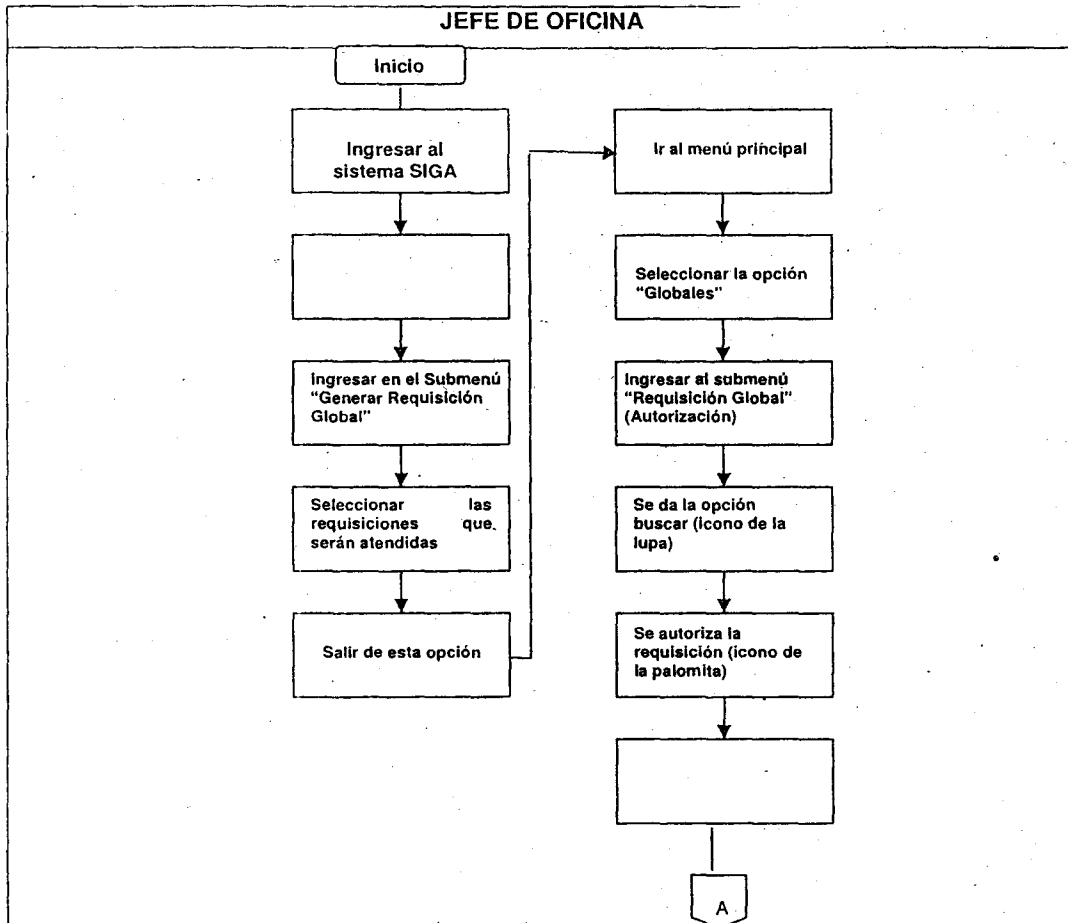 JEFE DE OFICINA
Inicio
Ingresar al
sistema SIGA
Ingresar en el Submenú
“Generar Requisición
Global”
Seleccionar las
requisiciones que
serán atendidas
Salir de esta opción
Ir al menú principal
Seleccionar la opción
“Globales”
Ingresar al submenú
“Requisición Global”
(Autorización)
Se da la opción
buscar (icono de la
lupa)
Se autoriza la
requisición (icono de
la palomita)
A